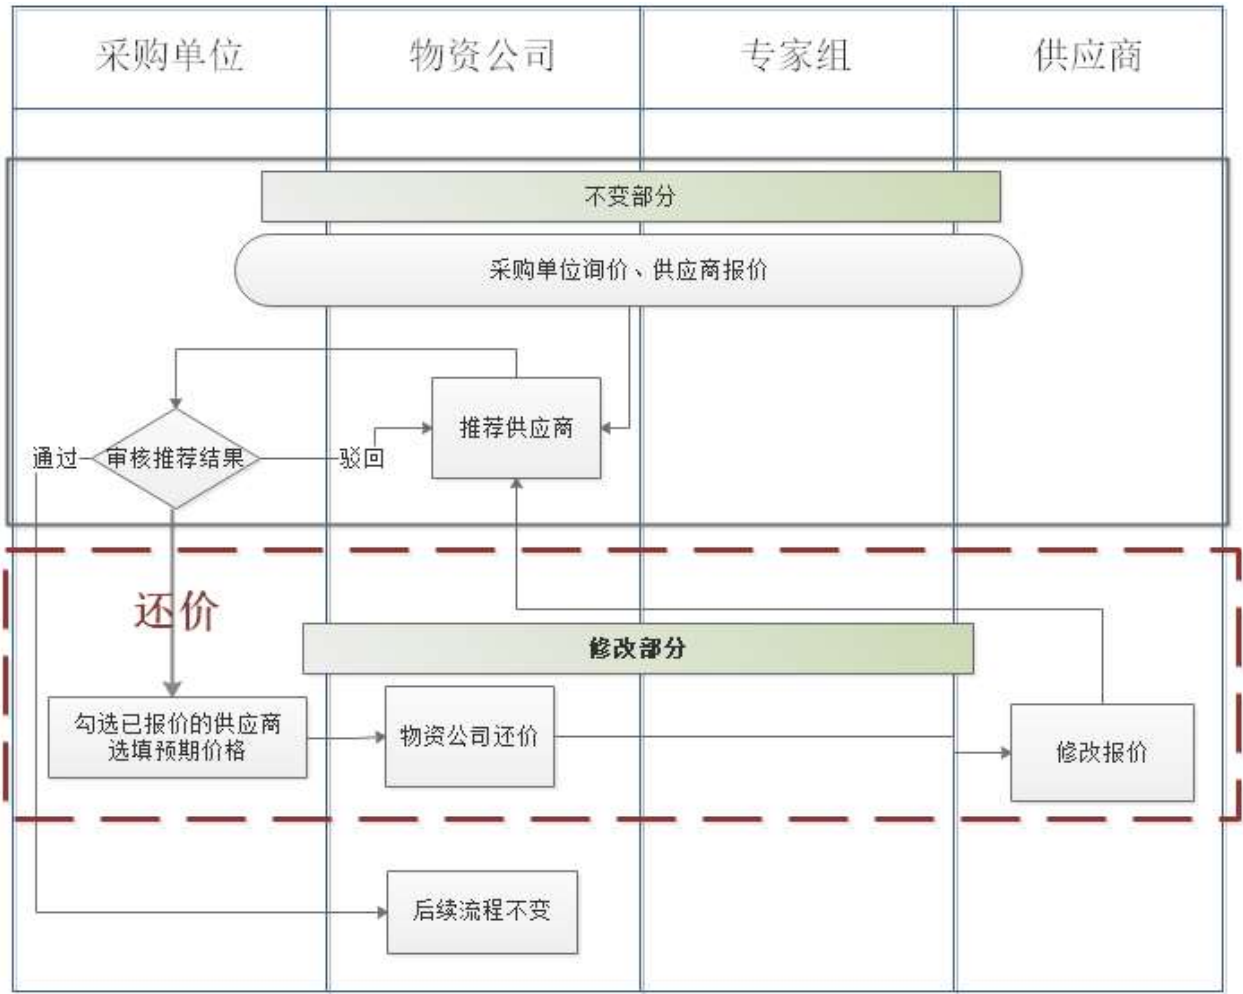 采购单位
物资公司
专家组
供应商
不变部分
采购单位询价、供应商报价
推荐供应商
通过
审核推荐结果
驳回
还价
修改部分
勾选已报价的供应商
选填预期价格
物资公司还价
修改报价
后续流程不变